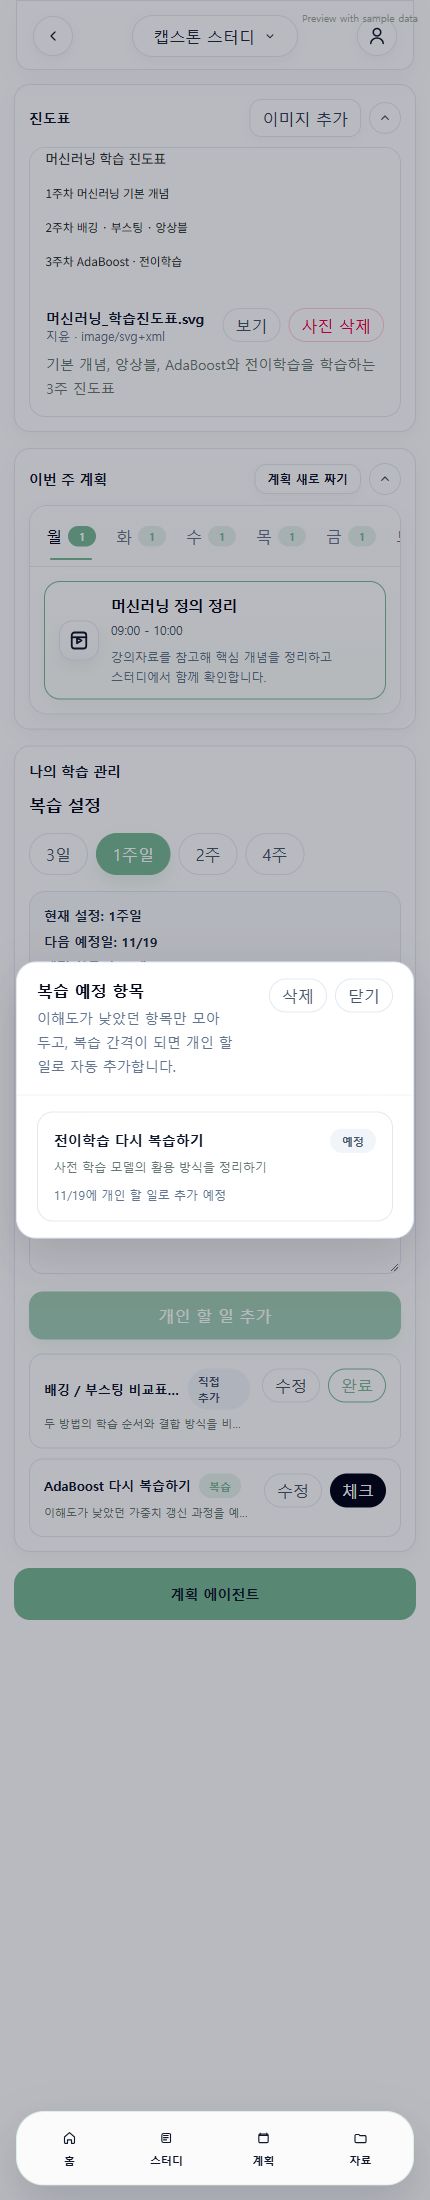 Preview with sample data
캡스톤 스터디
진도표
이미지 추가
머신러닝 학습 진도표
1주차 머신러닝 기본 개념
2주차 배깅 · 부스팅 · 앙상블
3주차 AdaBoost · 전이학습
머신러닝_학습진도표.svg
보기
사진 삭제
지윤 · image/svg+xml
기본 개념, 앙상블, AdaBoost와 전이학습을 학습하는
3주 진도표
이번 주 계획
계획 새로 짜기
월 1 화 1 수 1 목 1 금 1
머신러닝 정의 정리
09:00 - 10:00
강의자료를 참고해 핵심 개념을 정리하고
스터디에서 함께 확인합니다.
나의 학습 관리
복습 설정
3일 1주일 2주 4주
현재 설정: 1주일
다음 예정일: 11/19
복습 예정 항목
삭제
닫기
이해도가 낮았던 항목만 모아
두고, 복습 간격이 되면 개인 할
일로 자동 추가합니다.
전이학습 다시 복습하기
예정
사전 학습 모델의 활용 방식을 정리하기
11/19에 개인 할 일로 추가 예정
개인 할 일 추가
배깅 / 부스팅 비교표...
직접
추가
수정
완료
두 방법의 학습 순서와 결합 방식을 비...
AdaBoost 다시 복습하기
복습
수정
체크
이해도가 낮았던 가중치 갱신 과정을 예...
계획 에이전트
홈 스터디 계획 자료